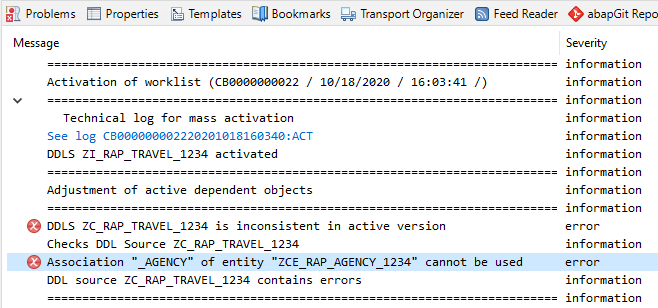 Problems Properties Templates Bookmarks Transport Organizer Feed Reader abapGit Repo
Message Severity
================================================================ information
Activation of worklist (CB0000000022 / 10/18/2020 / 16:03:41 /) information
================================================================ information
Technical log for mass activation information
See log CB000000002220201018160340:ACT information
DDLS ZI_RAP_TRAVEL_1234 activated information
================================================================ information
Adjustment of active dependent objects information
================================================================ information
DDLS ZC_RAP_TRAVEL_1234 is inconsistent in active version error
Checks DDL Source ZC_RAP_TRAVEL_1234 information
Association "_AGENCY" of entity "ZCE_RAP_AGENCY_1234" cannot be used error
DDL source ZC_RAP_TRAVEL_1234 contains errors information
================================================================ information